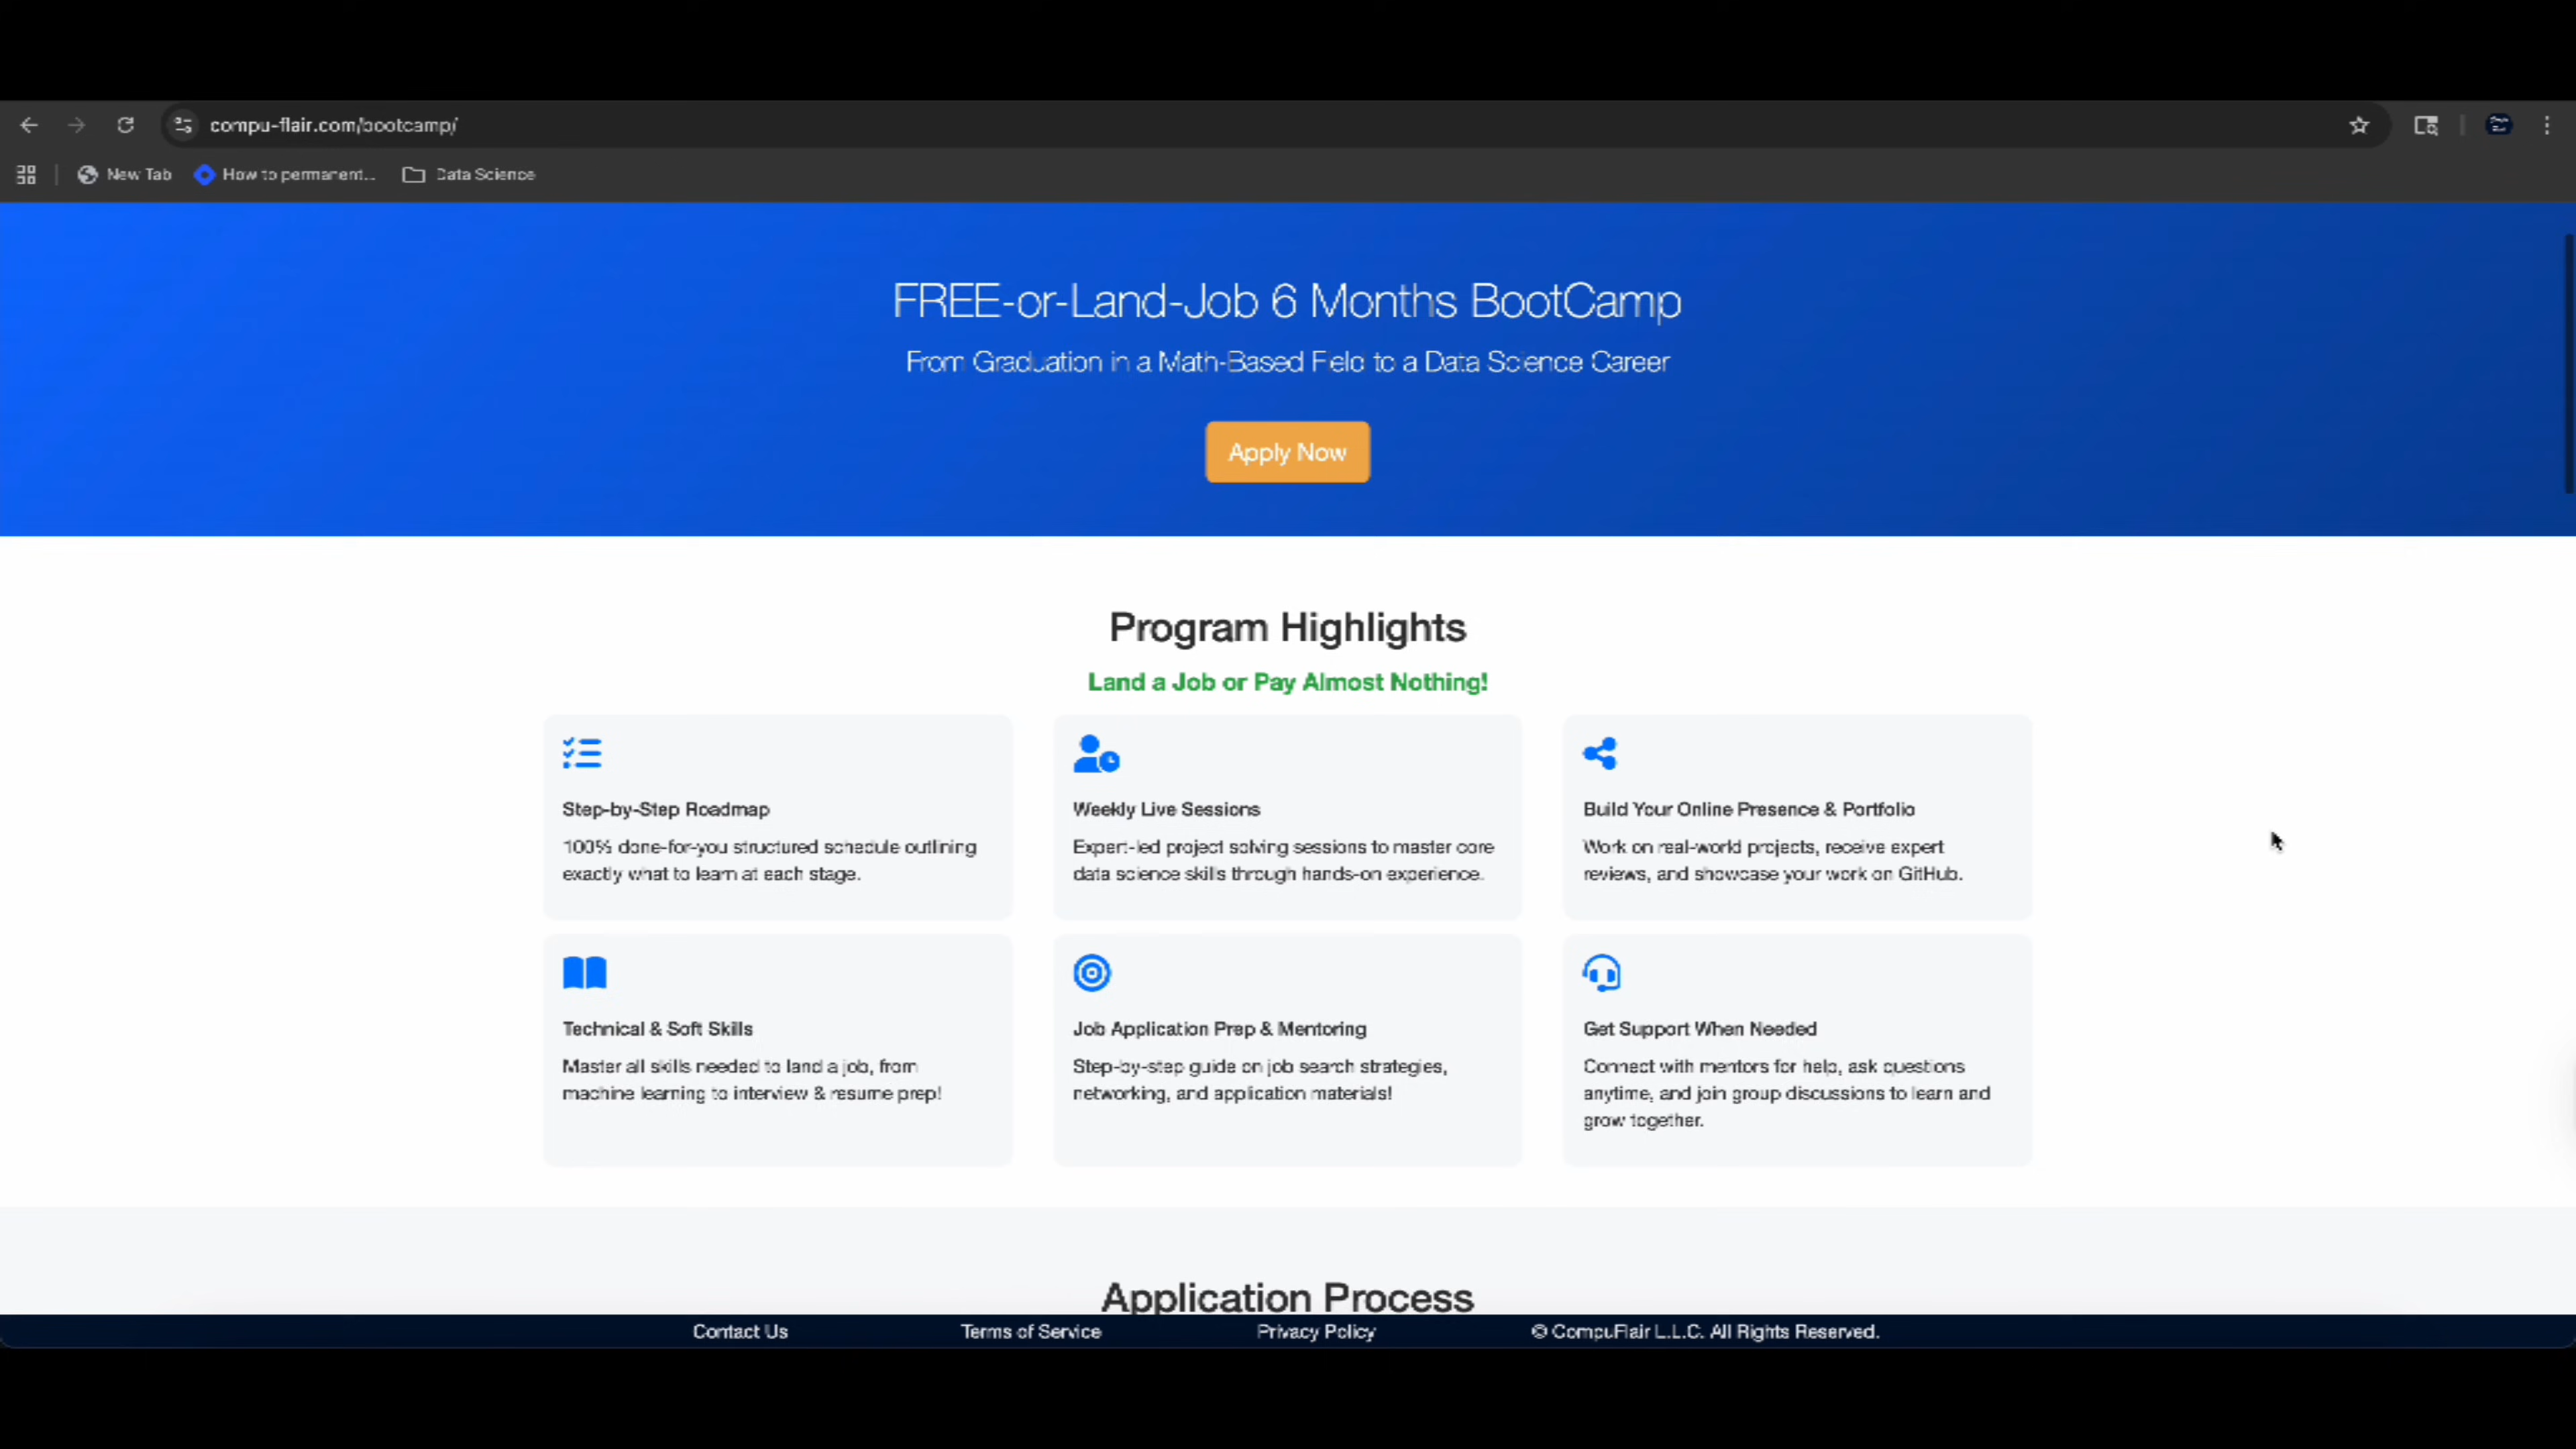 compu-flair.com/bootcamp/
New Tab
How to permanent...
Data Science
FREE-or-Land-Job 6 Months BootCamp
From Graduation in a Math-Based Field to a Data Science Career
Apply Now
Program Highlights
Land a Job or Pay Almost Nothing!
Step-by-Step Roadmap
100% done-for-you structured schedule outlining
exactly what to learn at each stage.
Weekly Live Sessions
Expert-led project solving sessions to master core
data science skills through hands-on experience.
Build Your Online Presence & Portfolio
Work on real-world projects, receive expert
reviews, and showcase your work on GitHub.
Technical & Soft Skills
Master all skills needed to land a job, from
machine learning to interview & resume prep!
Job Application Prep & Mentoring
Step-by-step guide on job search strategies,
networking, and application materials!
Get Support When Needed
Connect with mentors for help, ask questions
anytime, and join group discussions to learn and
grow together.
Application Process
Contact Us
Terms of Service
Privacy Policy
© CompuFlair L.L.C. All Rights Reserved.